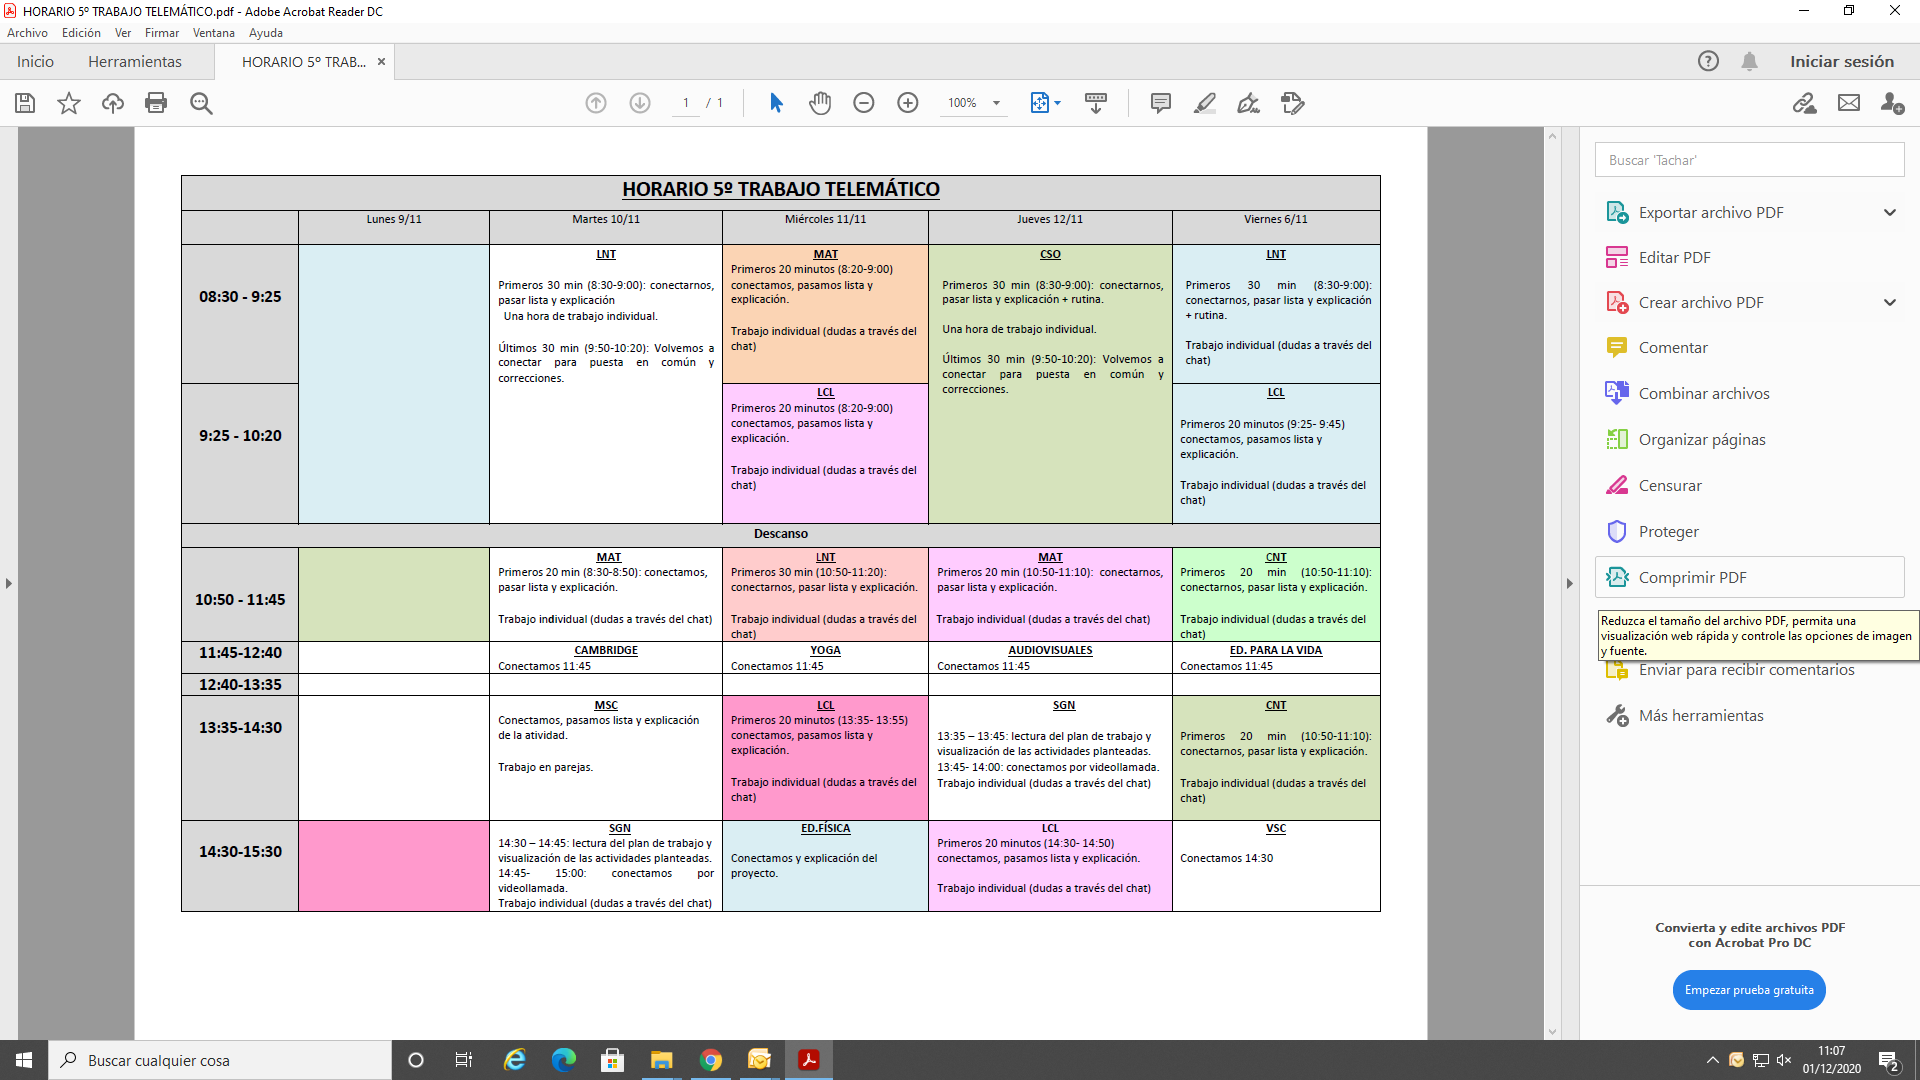 HORARIO 5º TRABAJO TELEMÁTICO.pdf - Adobe Acrobat Reader DC
Archivo Edición Ver Firmar Ventana Ayuda
Inicio Herramientas HORARIO 5º TRAB... × Iniciar sesión
1 / 1 100%
HORARIO 5º TRABAJO TELEMÁTICO
Lunes 9/11 Martes 10/11 Miércoles 11/11 Jueves 12/11 Viernes 6/11
08:30 - 9:25
LNT
Primeros 30 min (8:30-9:00): conectarnos,
pasar lista y explicación
Una hora de trabajo individual.
Últimos 30 min (9:50-10:20): Volvemos a
conectar para puesta en común y
correcciones.
MAT
Primeros 20 minutos (8:20-9:00)
conectamos, pasamos lista y
explicación.
Trabajo individual (dudas a través del
chat)
CSO
Primeros 30 min (8:30-9:00): conectarnos,
pasar lista y explicación + rutina.
Una hora de trabajo individual.
Últimos 30 min (9:50-10:20): Volvemos a
conectar para puesta en común y
correcciones.
LNT
Primeros 30 min (8:30-9:00):
conectarnos, pasar lista y explicación
+ rutina.
Trabajo individual (dudas a través del
chat)
9:25 - 10:20
LCL
Primeros 20 minutos (8:20-9:00)
conectamos, pasamos lista y
explicación.
Trabajo individual (dudas a través del
chat)
LCL
Primeros 20 minutos (9:25- 9:45)
conectamos, pasamos lista y
explicación.
Trabajo individual (dudas a través del
chat)
Descanso
10:50 - 11:45
MAT
Primeros 20 min (8:30-8:50): conectamos,
pasar lista y explicación.
Trabajo individual (dudas a través del chat)
LNT
Primeros 30 min (10:50-11:20):
conectarnos, pasar lista y explicación.
Trabajo individual (dudas a través del
chat)
MAT
Primeros 20 min (10:50-11:10): conectarnos,
pasar lista y explicación.
Trabajo individual (dudas a través del chat)
CNT
Primeros 20 min (10:50-11:10):
conectarnos, pasar lista y explicación.
Trabajo individual (dudas a través del
chat)
11:45-12:40
CAMBRIDGE
Conectamos 11:45
YOGA
Conectamos 11:45
AUDIOVISUALES
Conectamos 11:45
ED. PARA LA VIDA
Conectamos 11:45
12:40-13:35
13:35-14:30
MSC
Conectamos, pasamos lista y explicación
de la atividad.
Trabajo en parejas.
LCL
Primeros 20 minutos (13:35- 13:55)
conectamos, pasamos lista y
explicación.
Trabajo individual (dudas a través del
chat)
SGN
13:35 – 13:45: lectura del plan de trabajo y
visualización de las actividades planteadas.
13:45- 14:00: conectamos por videollamada.
Trabajo individual (dudas a través del chat)
CNT
Primeros 20 min (10:50-11:10):
conectarnos, pasar lista y explicación.
Trabajo individual (dudas a través del
chat)
14:30-15:30
SGN
14:30 – 14:45: lectura del plan de trabajo y
visualización de las actividades planteadas.
14:45- 15:00: conectamos por
videollamada.
Trabajo individual (dudas a través del chat)
ED.FÍSICA
Conectamos y explicación del
proyecto.
LCL
Primeros 20 minutos (14:30- 14:50)
conectamos, pasamos lista y explicación.
Trabajo individual (dudas a través del chat)
VSC
Conectamos 14:30
Buscar 'Tachar'
Exportar archivo PDF
Editar PDF
Crear archivo PDF
Comentar
Combinar archivos
Organizar páginas
Censurar
Proteger
Comprimir PDF
Reduzca el tamaño del archivo PDF, permita una
visualización web rápida y controle las opciones de imagen
y fuente.
Enviar para recibir comentarios
Más herramientas
Convierta y edite archivos PDF
con Acrobat Pro DC
Empezar prueba gratuita
Buscar cualquier cosa
11:07
01/12/2020
2